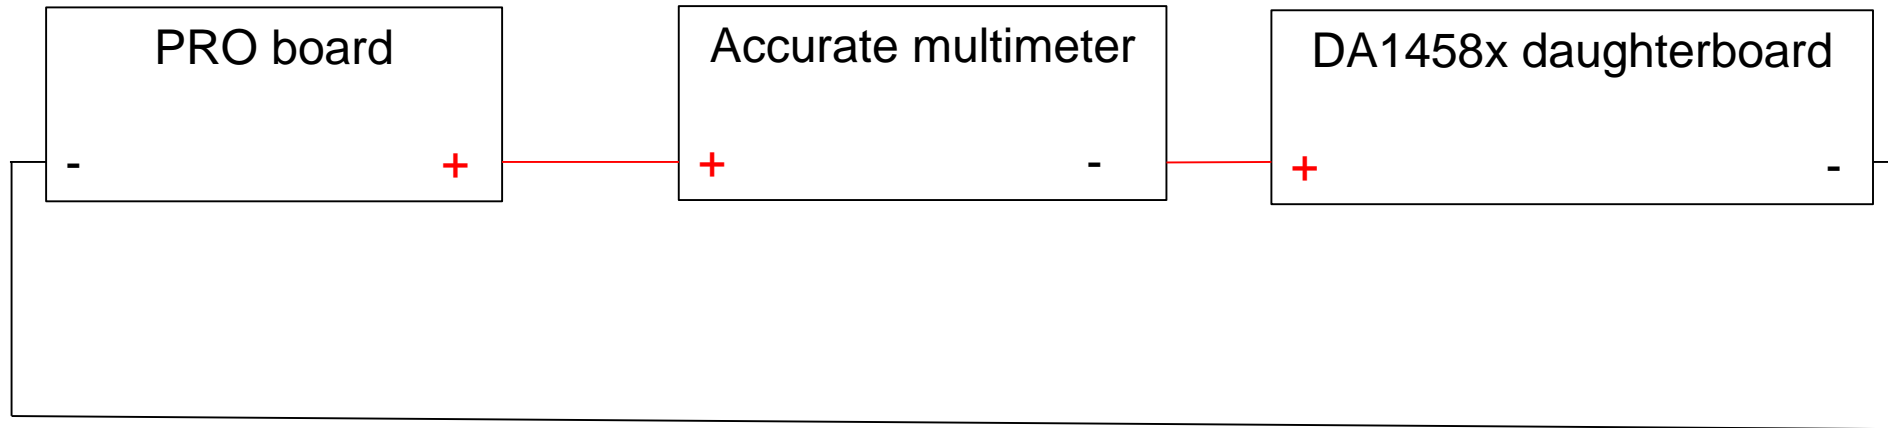 PRO board
- +
Accurate multimeter
+ -
DA1458x daughterboard
+ -